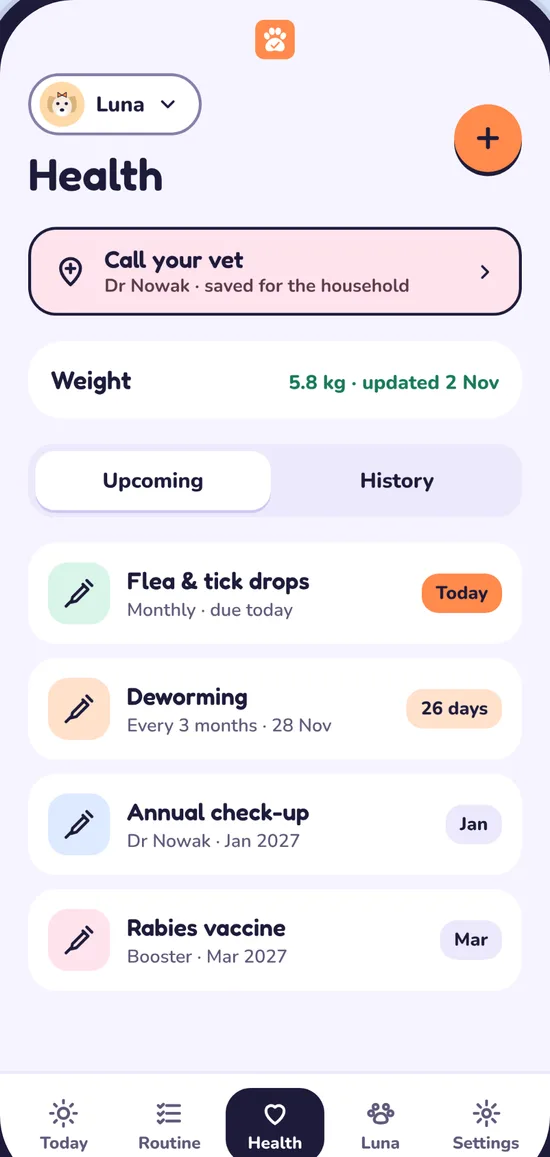 Luna
Health
Call your vet
Dr Nowak · saved for the household
Weight
5.8 kg · updated 2 Nov
Upcoming
History
Flea & tick drops
Monthly · due today
Today
Deworming
Every 3 months · 28 Nov
26 days
Annual check-up
Dr Nowak · Jan 2027
Jan
Rabies vaccine
Booster · Mar 2027
Mar
Today
Routine
Health
Luna
Settings